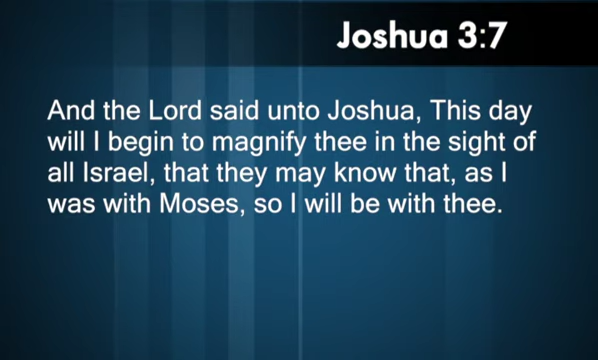 Joshua 3:7
And the Lord said unto Joshua, This day
will I begin to magnify thee in the sight of
all Israel, that they may know that, as I
was with Moses, so I will be with thee.